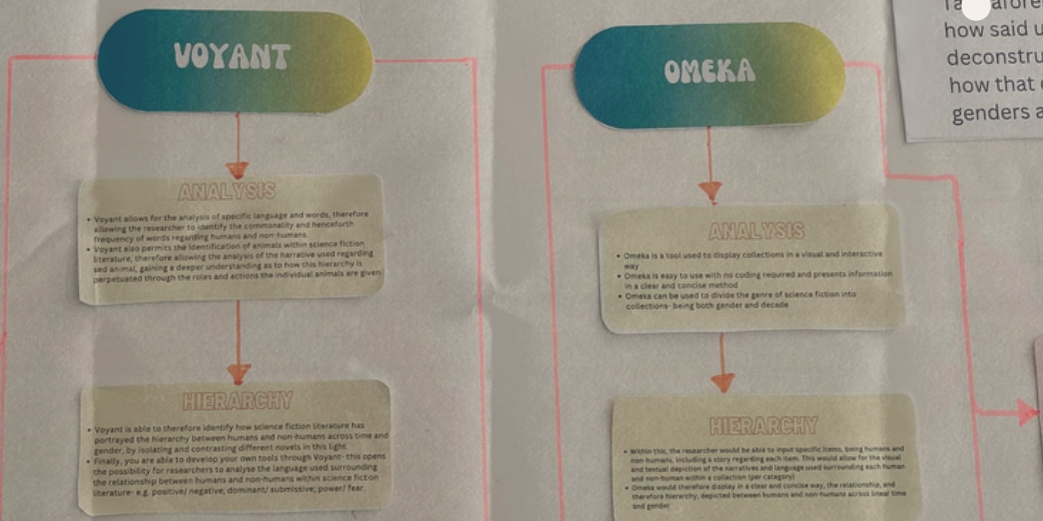 VOYANT
ANALYSIS
• Voyant allows for the analysis of specific language and words, therefore
allowing the researcher to identify the commonality and henceforth
frequency of words regarding humans and non-humans
• Voyant also permits the identification of animals within science fiction
literature, therefore allowing the analysis of the narrative used regarding
sed animal, gaining a deeper understanding as to how this hierarchy is
perpetuated through the roles and actions the individual animals are given
HIERARCHY
• Voyant is able to therefore identify how science fiction literature has
portrayed the hierarchy between humans and non-humans across time and
gender, by isolating and contrasting different novels in this light
• Finally, you are able to develop your own tools through Voyant- this opens
the possibility for researchers to analyse the language used surrounding
the relationship between humans and non-humans within science fiction
literature- e.g. positive/ negative; dominant/ submissive; power/ fear.
OMEKA
ANALYSIS
• Omeka is a tool used to display collections in a visual and interactive
way
• Omeka is easy to use with no coding required and presents information
in a clear and concise method
• Omeka can be used to divide the genre of science fiction into
collections- being both gender and decade
HIERARCHY
• Within this, the researcher would be able to input specific items, being humans and
non-humans, including a story regarding each item. This would allow for the visual
and textual depiction of the narratives and language used surrounding each human
and non-human within a collection (per category)
• Omeka would therefore display in a clear and concise way, the relationship, and
therefore hierarchy, depicted between humans and non-humans across linear time
and gender
how said u
deconstru
how that
genders a